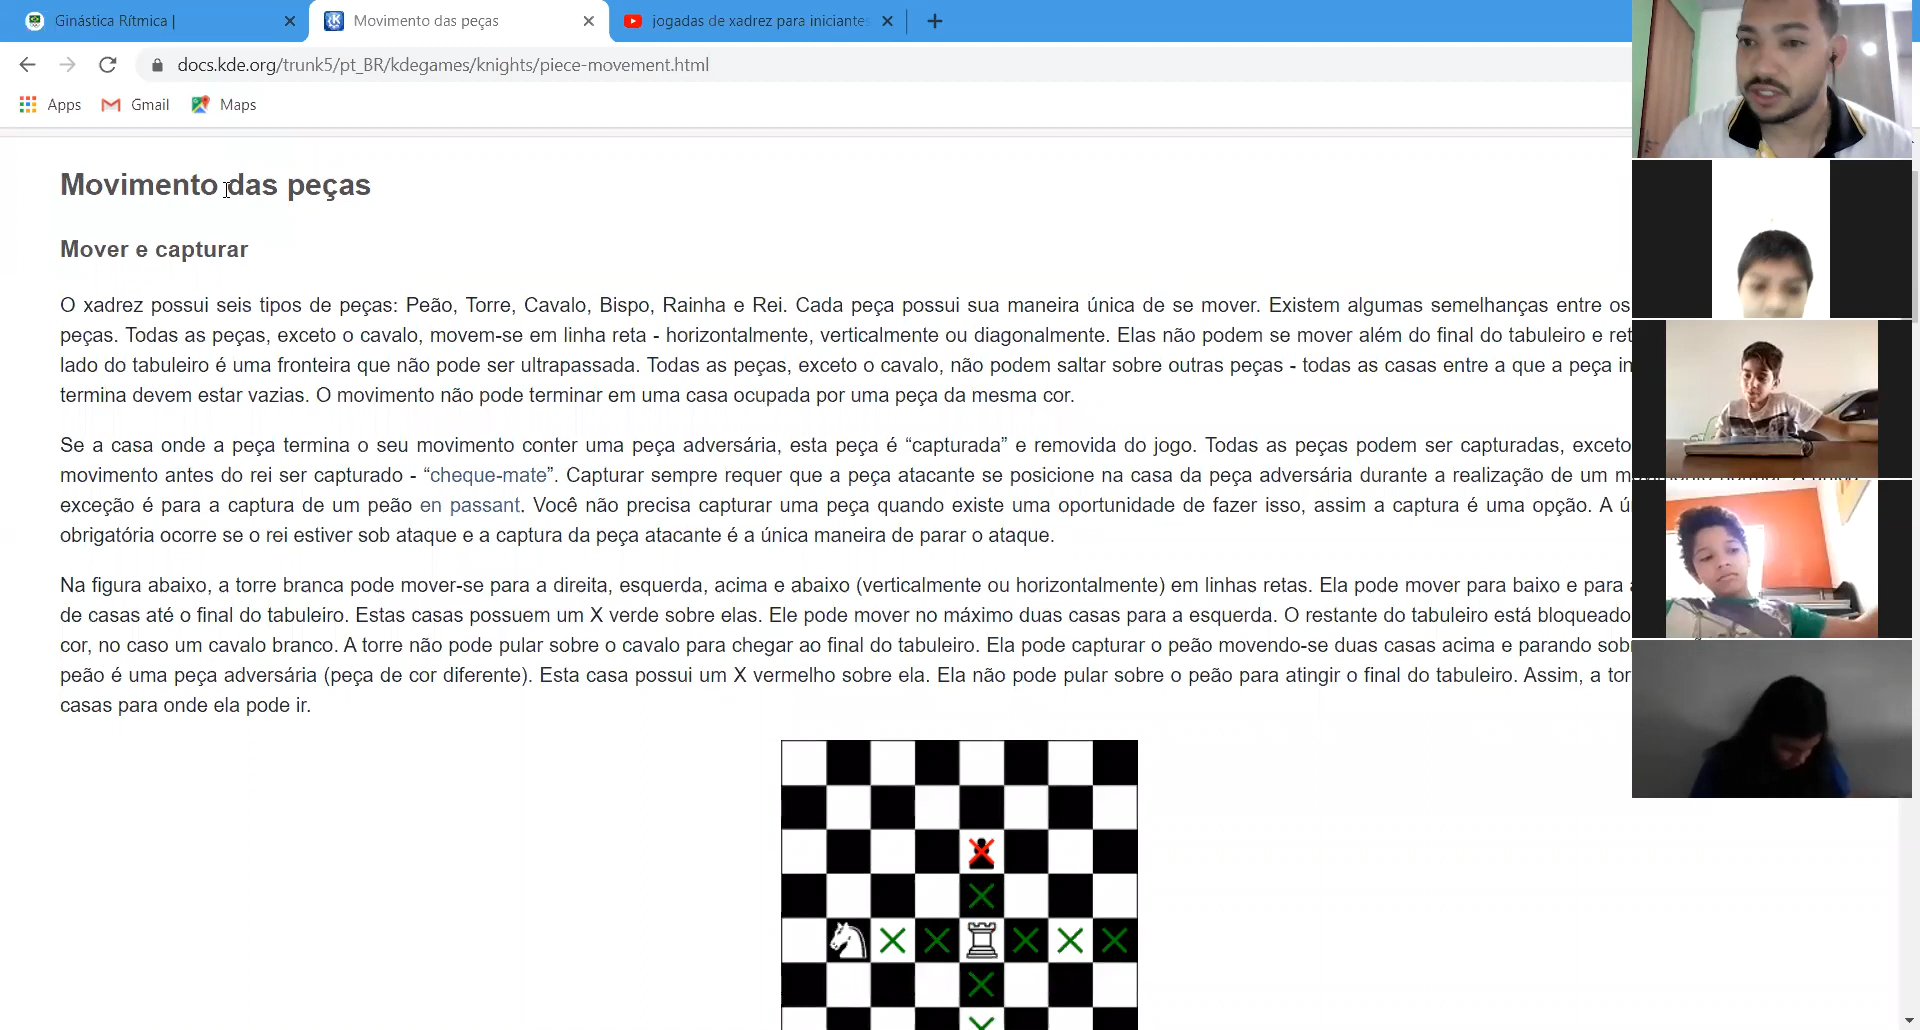 Ginástica Rítmica |
Movimento das peças
jogadas de xadrez para iniciantes
docs.kde.org/trunk5/pt_BR/kdegames/knights/piece-movement.html
Apps Gmail Maps
Movimento das peças
Mover e capturar
O xadrez possui seis tipos de peças: Peão, Torre, Cavalo, Bispo, Rainha e Rei. Cada peça possui sua maneira única de se mover. Existem algumas semelhanças entre os
peças. Todas as peças, exceto o cavalo, movem-se em linha reta - horizontalmente, verticalmente ou diagonalmente. Elas não podem se mover além do final do tabuleiro e ret
lado do tabuleiro é uma fronteira que não pode ser ultrapassada. Todas as peças, exceto o cavalo, não podem saltar sobre outras peças - todas as casas entre a que a peça in
termina devem estar vazias. O movimento não pode terminar em uma casa ocupada por uma peça da mesma cor.
Se a casa onde a peça termina o seu movimento conter uma peça adversária, esta peça é “capturada” e removida do jogo. Todas as peças podem ser capturadas, exceto
movimento antes do rei ser capturado - “cheque-mate”. Capturar sempre requer que a peça atacante se posicione na casa da peça adversária durante a realização de um m
exceção é para a captura de um peão en passant. Você não precisa capturar uma peça quando existe uma oportunidade de fazer isso, assim a captura é uma opção. A ú
obrigatória ocorre se o rei estiver sob ataque e a captura da peça atacante é a única maneira de parar o ataque.
Na figura abaixo, a torre branca pode mover-se para a direita, esquerda, acima e abaixo (verticalmente ou horizontalmente) em linhas retas. Ela pode mover para baixo e para
de casas até o final do tabuleiro. Estas casas possuem um X verde sobre elas. Ele pode mover no máximo duas casas para a esquerda. O restante do tabuleiro está bloqueado
cor, no caso um cavalo branco. A torre não pode pular sobre o cavalo para chegar ao final do tabuleiro. Ela pode capturar o peão movendo-se duas casas acima e parando sob
peão é uma peça adversária (peça de cor diferente). Esta casa possui um X vermelho sobre ela. Ela não pode pular sobre o peão para atingir o final do tabuleiro. Assim, a tor
casas para onde ela pode ir.